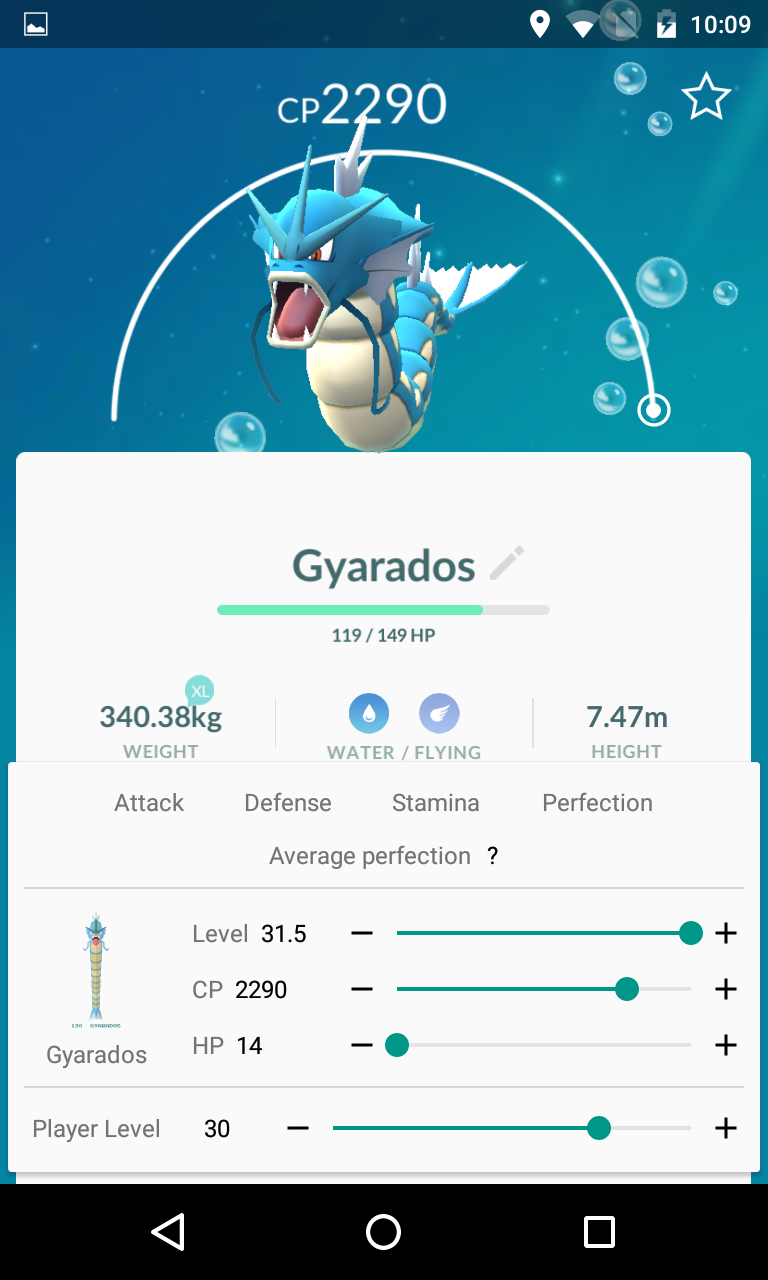 10:09
CP2290
Gyarados
119 / 149 HP
XL
340.38kg
WEIGHT
WATER / FLYING
7.47m
HEIGHT
Attack Defense Stamina Perfection
Average perfection ?
Level 31.5 — +
CP 2290 — +
HP 14 — +
130 GYARADOS
Gyarados
Player Level 30 — +